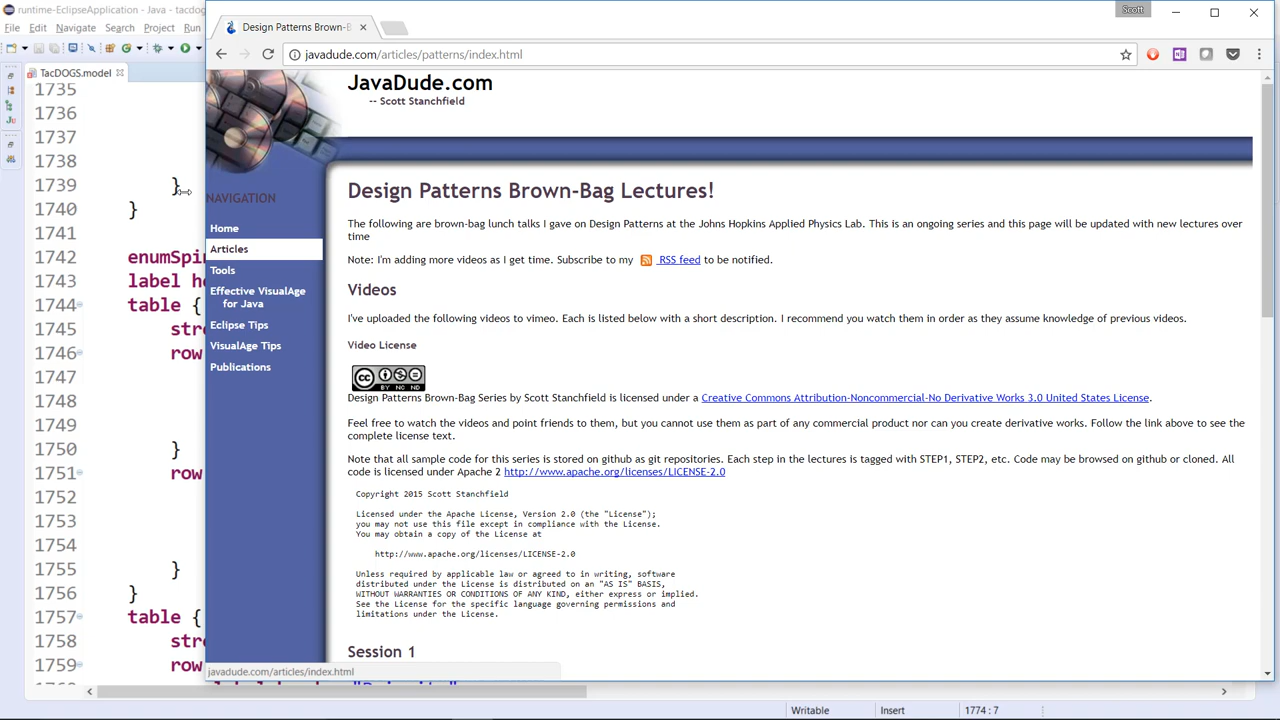 runtime-EclipseApplication - Java - tacdog
File Edit Navigate Search Project Run
TacDOGS.model
1735
1736
1737
1738
1739 }
1740 }
1741
1742 enumSpi
1743 label h
1744 table {
1745 str
1746 row
1747
1748
1749
1750 }
1751 row
1752
1753
1754
1755 }
1756 }
1757 table {
1758 str
1759 row
Scott
Design Patterns Brown-B
javadude.com/articles/patterns/index.html
JavaDude.com
-- Scott Stanchfield
NAVIGATION
Home
Articles
Tools
Effective VisualAge
for Java
Eclipse Tips
VisualAge Tips
Publications
Design Patterns Brown-Bag Lectures!
The following are brown-bag lunch talks I gave on Design Patterns at the Johns Hopkins Applied Physics Lab. This is an ongoing series and this page will be updated with new lectures over
time
Note: I'm adding more videos as I get time. Subscribe to my RSS feed to be notified.
Videos
I've uploaded the following videos to vimeo. Each is listed below with a short description. I recommend you watch them in order as they assume knowledge of previous videos.
Video License
CC BY NC ND
Design Patterns Brown-Bag Series by Scott Stanchfield is licensed under a Creative Commons Attribution-Noncommercial-No Derivative Works 3.0 United States License.
Feel free to watch the videos and point friends to them, but you cannot use them as part of any commercial product nor can you create derivative works. Follow the link above to see the
complete license text.
Note that all sample code for this series is stored on github as git repositories. Each step in the lectures is tagged with STEP1, STEP2, etc. Code may be browsed on github or cloned. All
code is licensed under Apache 2 http://www.apache.org/licenses/LICENSE-2.0
Copyright 2015 Scott Stanchfield
Licensed under the Apache License, Version 2.0 (the "License");
you may not use this file except in compliance with the License.
You may obtain a copy of the License at
http://www.apache.org/licenses/LICENSE-2.0
Unless required by applicable law or agreed to in writing, software
distributed under the License is distributed on an "AS IS" BASIS,
WITHOUT WARRANTIES OR CONDITIONS OF ANY KIND, either express or implied.
See the License for the specific language governing permissions and
limitations under the License.
Session 1
javadude.com/articles/index.html
Writable Insert 1774 : 7